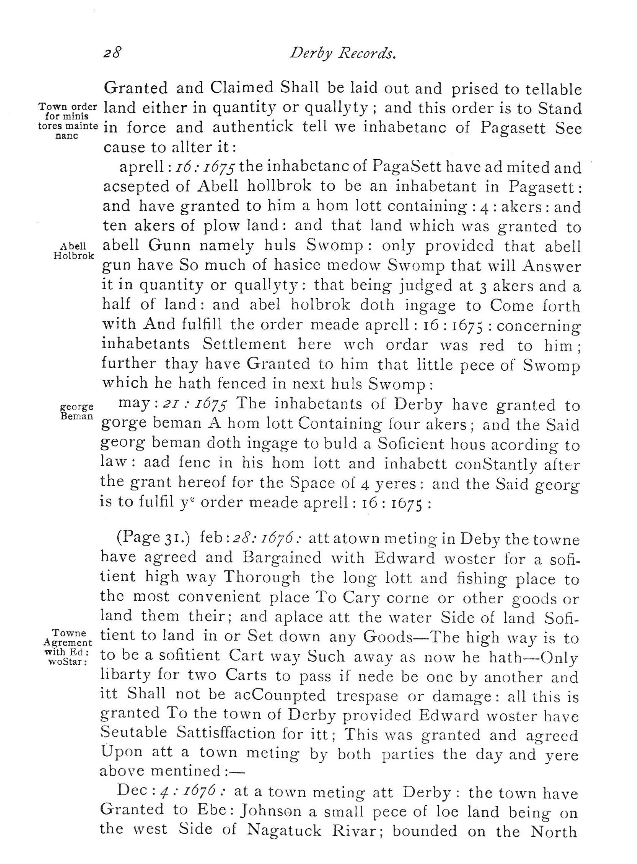 28 Derby Records.
Granted and Claimed Shall be laid out and prised to tellable
Town order
for minis
tores mainte
nanc
land either in quantity or quallyty ; and this order is to Stand
in force and authentick tell we inhabetanc of Pagasett See
cause to allter it :
aprell : 16 : 1675 the inhabetanc of PagaSett have ad mited and
acsepted of Abell hollbrok to be an inhabetant in Pagasett :
and have granted to him a hom lott containing : 4 : akers : and
ten akers of plow land : and that land which was granted to
Abell
Holbrok
abell Gunn namely huls Swomp : only provided that abell
gun have So much of hasice medow Swomp that will Answer
it in quantity or quallyty : that being judged at 3 akers and a
half of land : and abel holbrok doth ingage to Come forth
with And fulfill the order meade aprell : 16 : 1675 : concerning
inhabetants Settlement here wch ordar was red to him ;
further thay have Granted to him that little pece of Swomp
which he hath fenced in next huls Swomp :
george
Beman
may : 21 : 1675 The inhabetants of Derby have granted to
gorge beman A hom lott Containing four akers ; and the Said
georg beman doth ingage to buld a Soficient hous acording to
law : aad fenc in his hom lott and inhabett conStantly after
the grant hereof for the Space of 4 yeres : and the Said georg
is to fulfil yᵉ order meade aprell : 16 : 1675 :
(Page 31.) feb : 28 : 1676 : att atown meting in Deby the towne
have agreed and Bargained with Edward woster for a sofi-
tient high way Thorough the long lott and fishing place to
the most convenient place To Cary corne or other goods or
land them their ; and aplace att the water Side of land Sofi-
Towne
Agrement
with Ed :
woStar :
tient to land in or Set down any Goods—The high way is to
to be a sofitient Cart way Such away as now he hath—Only
libarty for two Carts to pass if nede be one by another and
itt Shall not be acCounpted trespase or damage : all this is
granted To the town of Derby provided Edward woster have
Seutable Sattisffaction for itt ; This was granted and agreed
Upon att a town meting by both parties the day and yere
above mentined :—
Dec : 4 : 1676 : at a town meting att Derby : the town have
Granted to Ebe : Johnson a small pece of loe land being on
the west Side of Nagatuck Rivar ; bounded on the North